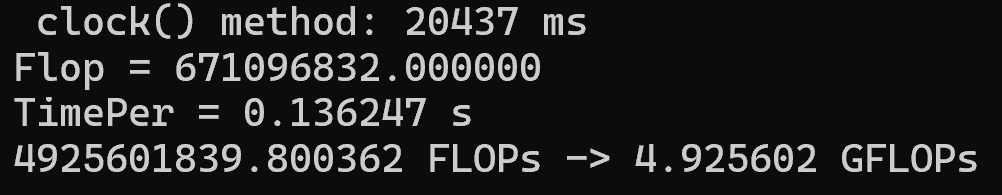 clock() method: 20437 ms
Flop = 671096832.000000
TimePer = 0.136247 s
4925601839.800362 FLOPs -> 4.925602 GFLOPs